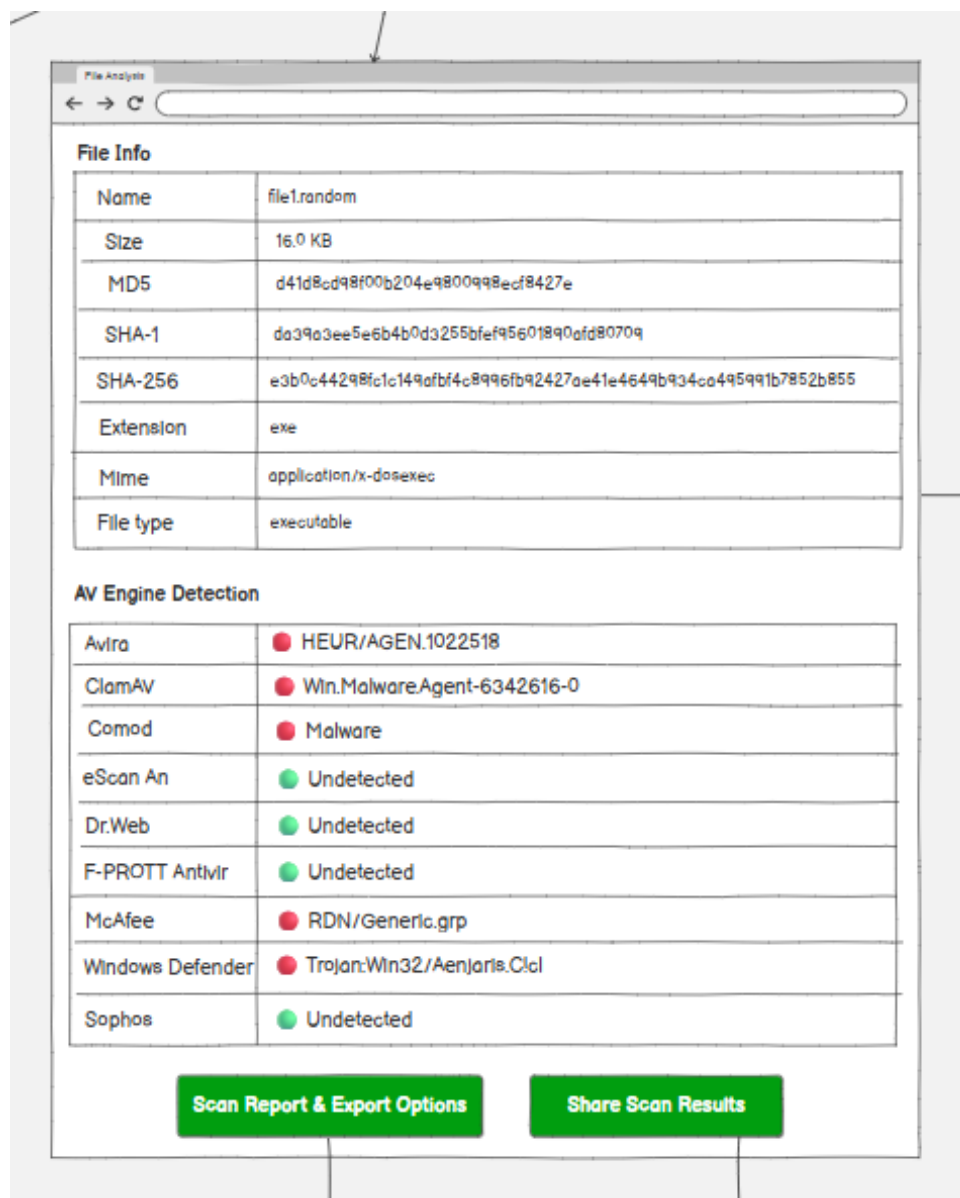 File Analysis
File Info
Name file1.random
Size 16.0 KB
MD5 d41d8cd98f00b204e9800998ecf8427e
SHA-1 da39a3ee5e6b4b0d3255bfef95601890afd80709
SHA-256 e3b0c44298fc1c149afbf4c8996fb92427ae41e4649b934ca495991b7852b855
Extension exe
Mime application/x-dosexec
File type executable
AV Engine Detection
Avira HEUR/AGEN.1022518
ClamAV Win.Malware.Agent-6342616-0
Comod Malware
eScan An Undetected
Dr.Web Undetected
F-PROTT Antivir Undetected
McAfee RDN/Generic.grp
Windows Defender Trojan:Win32/Aenjaris.C!cl
Sophos Undetected
Scan Report & Export Options Share Scan Results